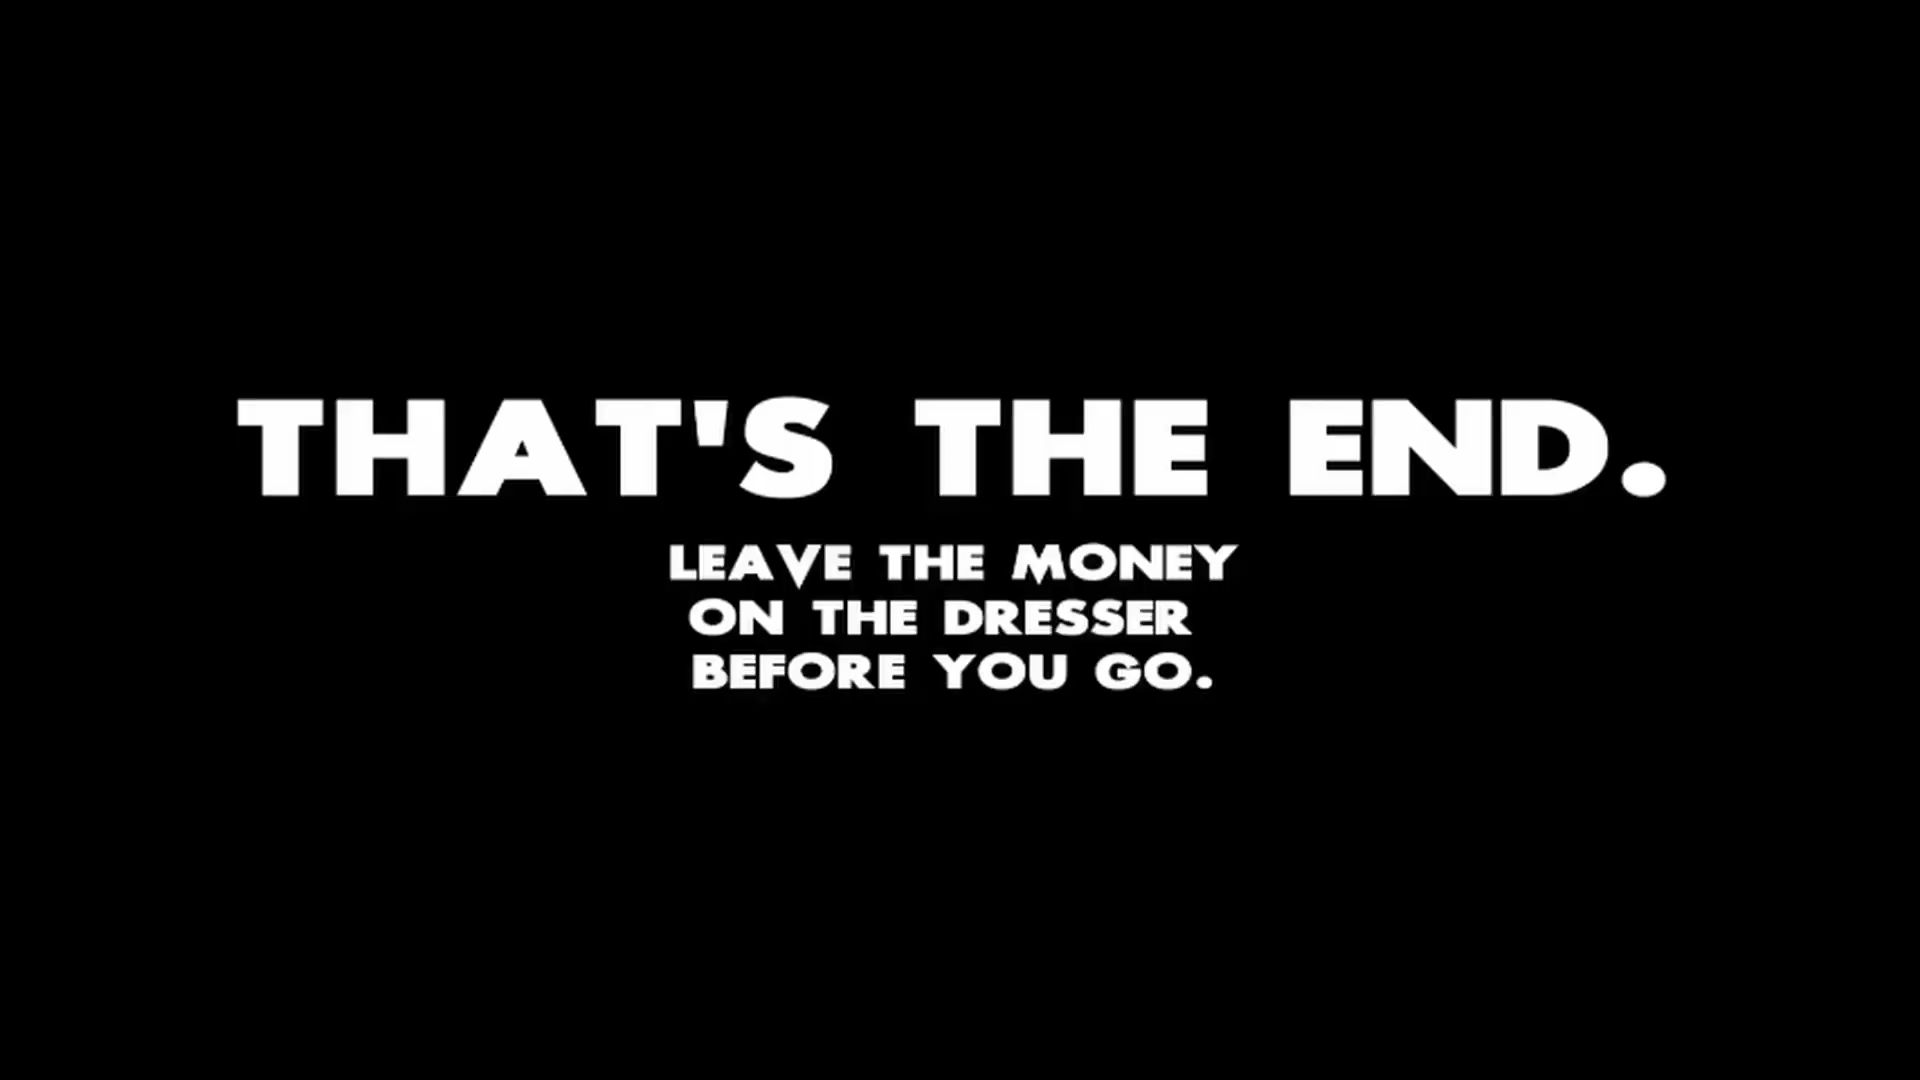 THAT'S THE END.
LEAVE THE MONEY
ON THE DRESSER
BEFORE YOU GO.